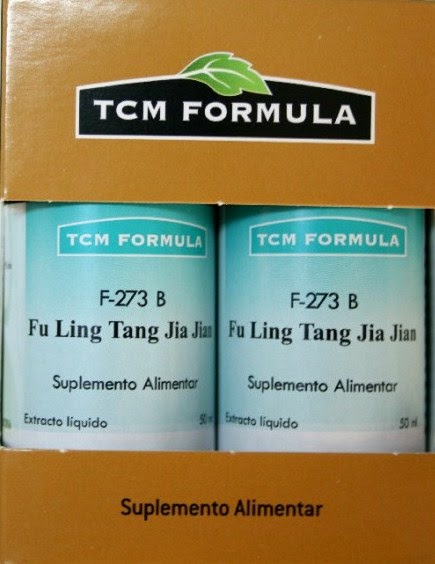 TCM FORMULA
TCM FORMULA
F-273 B
Fu Ling Tang Jia Jian
Suplemento Alimentar
Extracto líquido 50 ml
TCM FORMULA
F-273 B
Fu Ling Tang Jia Jian
Suplemento Alimentar
Extracto líquido 50 ml
Suplemento Alimentar